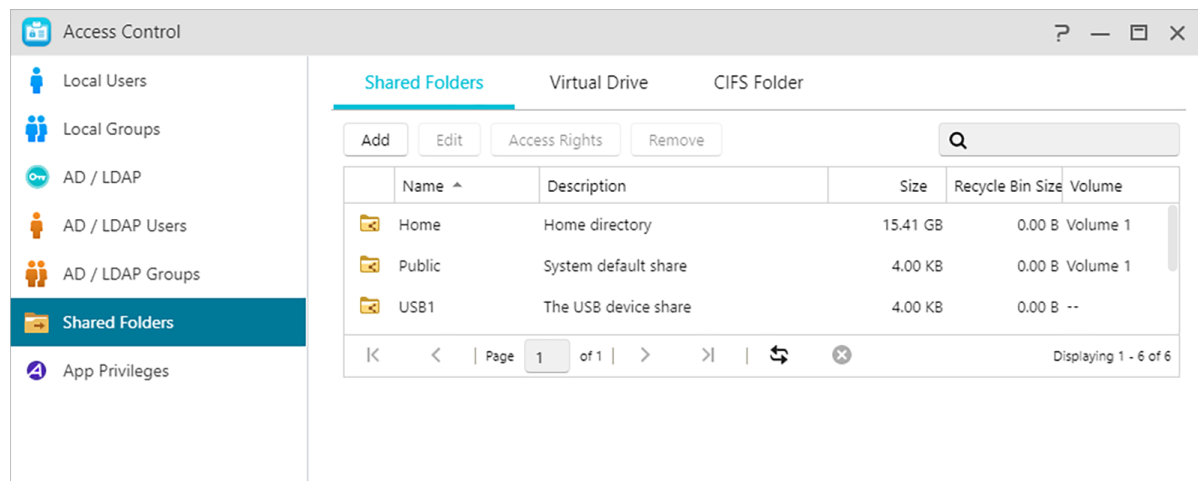 Access Control
Local Users
Local Groups
AD / LDAP
AD / LDAP Users
AD / LDAP Groups
Shared Folders
App Privileges
Shared Folders Virtual Drive CIFS Folder
Add Edit Access Rights Remove
Name Description Size Recycle Bin Size Volume
Home Home directory 15.41 GB 0.00 B Volume 1
Public System default share 4.00 KB 0.00 B Volume 1
USB1 The USB device share 4.00 KB 0.00 B --
Page 1 of 1 Displaying 1 - 6 of 6